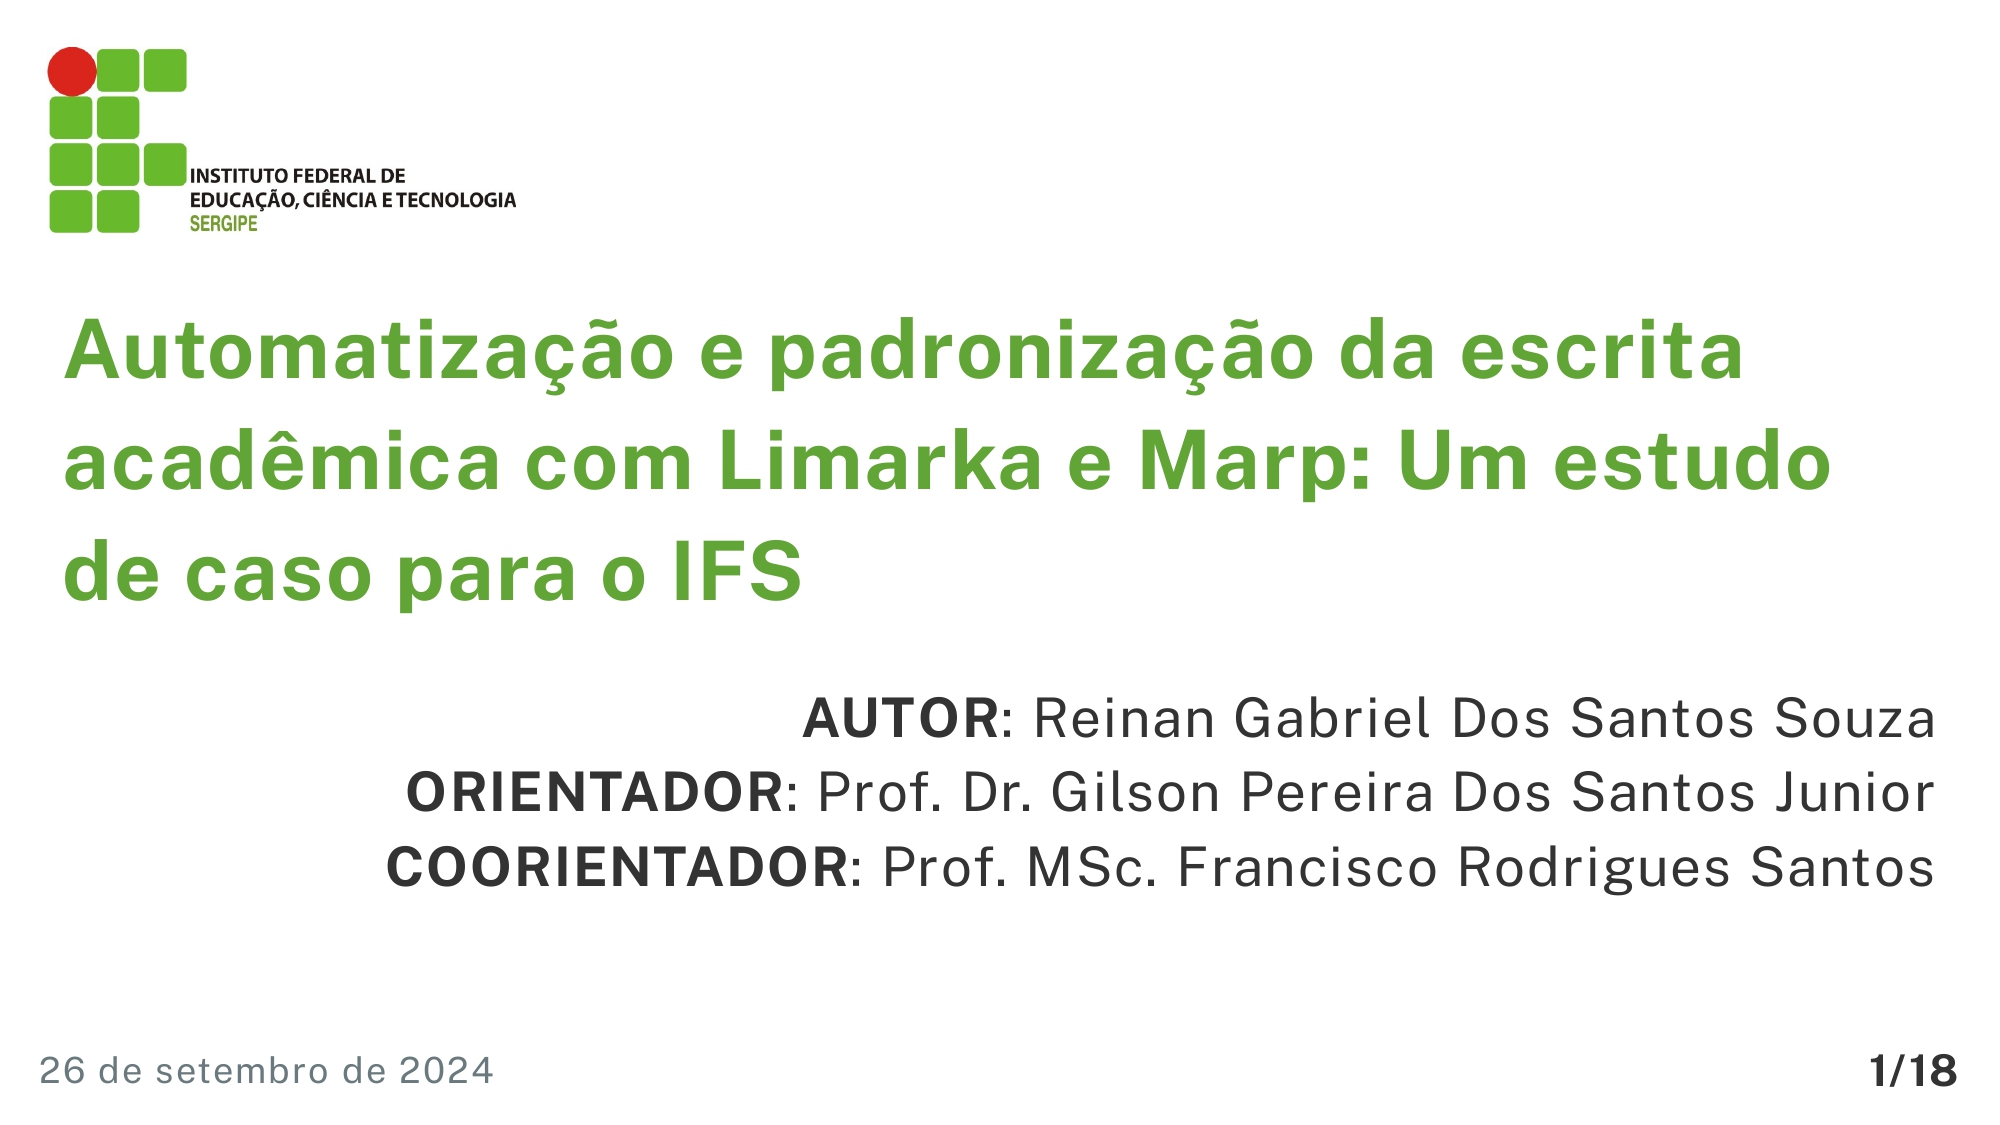 INSTITUTO FEDERAL DE
EDUCAÇÃO, CIÊNCIA E TECNOLOGIA
SERGIPE
Automatização e padronização da escrita
acadêmica com Limarka e Marp: Um estudo
de caso para o IFS
AUTOR: Reinan Gabriel Dos Santos Souza
ORIENTADOR: Prof. Dr. Gilson Pereira Dos Santos Junior
COORIENTADOR: Prof. MSc. Francisco Rodrigues Santos
26 de setembro de 2024
1/18